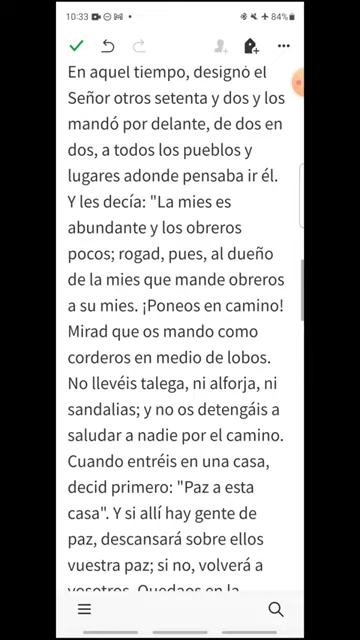 10:33
84%
En aquel tiempo, designó el
Señor otros setenta y dos y los
mandó por delante, de dos en
dos, a todos los pueblos y
lugares adonde pensaba ir él.
Y les decía: "La mies es
abundante y los obreros
pocos; rogad, pues, al dueño
de la mies que mande obreros
a su mies. ¡Poneos en camino!
Mirad que os mando como
corderos en medio de lobos.
No llevéis talega, ni alforja, ni
sandalias; y no os detengáis a
saludar a nadie por el camino.
Cuando entréis en una casa,
decid primero: "Paz a esta
casa". Y si allí hay gente de
paz, descansará sobre ellos
vuestra paz; si no, volverá a
vosotros. Quedaos en la